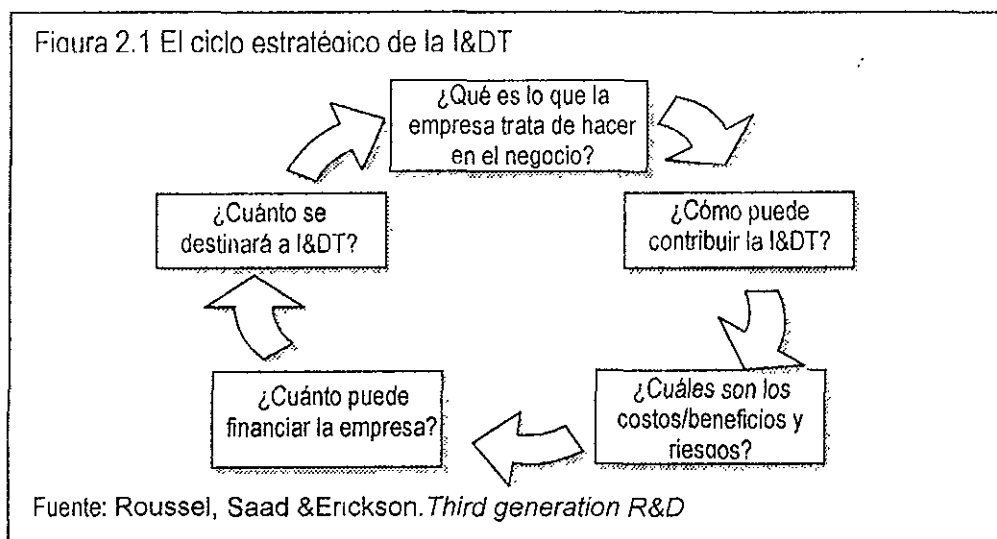 Figura 2.1 El ciclo estratégico de la I&DT
¿Qué es lo que la
empresa trata de hacer
en el negocio?
¿Cuánto se
destinará a I&DT?
¿Cómo puede
contribuir la I&DT?
¿Cuánto puede
financiar la empresa?
¿Cuáles son los
costos/beneficios y
riesgos?
Fuente: Roussel, Saad &Erickson. Third generation R&D